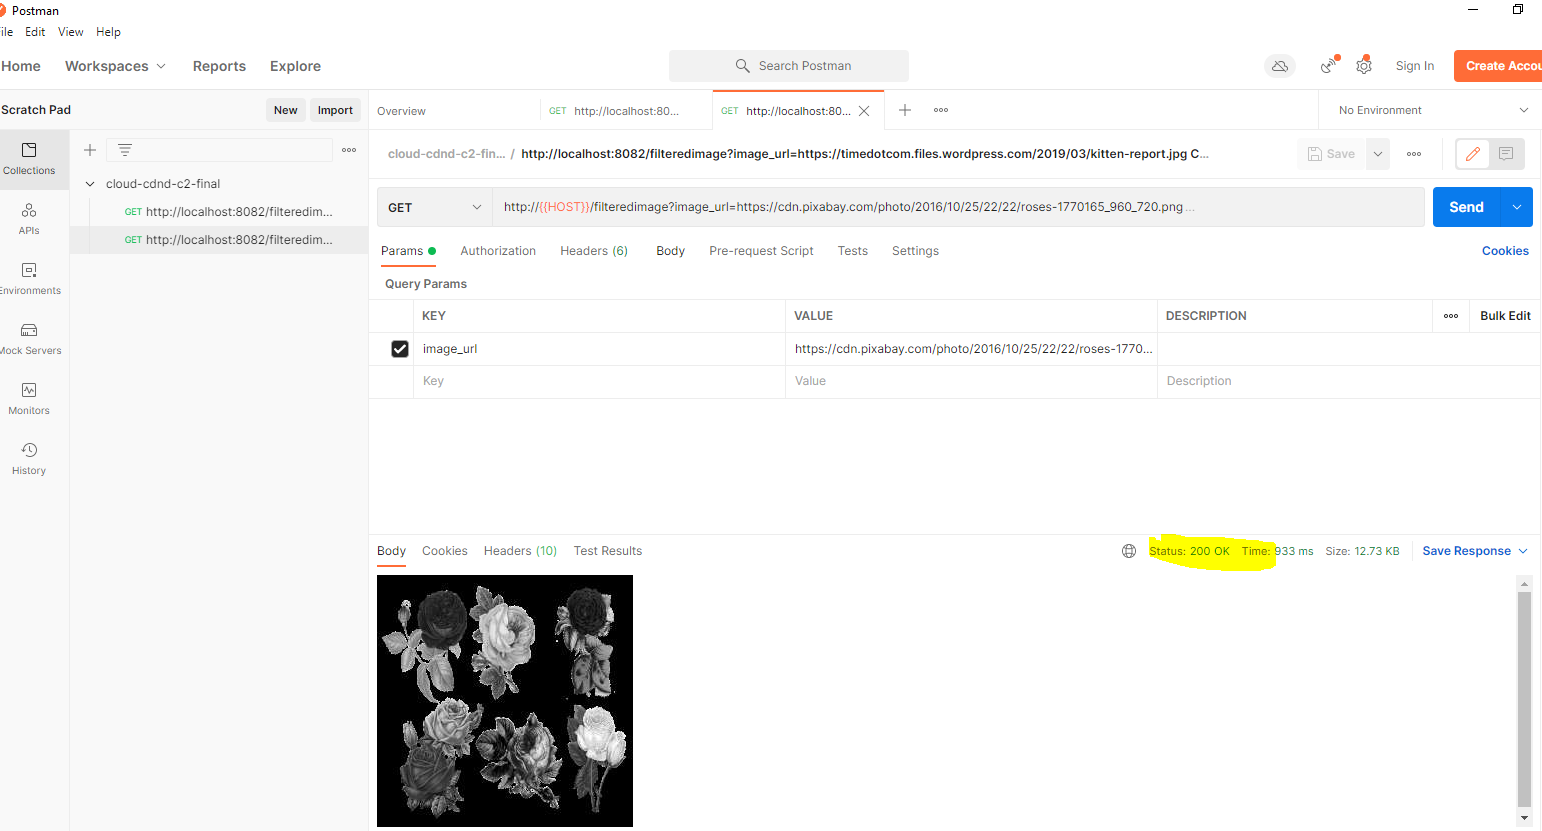 Postman
ile Edit View Help
Home Workspaces Reports Explore Search Postman Sign In Create Accou
Scratch Pad New Import
Overview GET http://localhost:80... GET http://localhost:80... No Environment
cloud-cdnd-c2-fin... / http://localhost:8082/filteredimage?image_url=https://timedotcom.files.wordpress.com/2019/03/kitten-report.jpg C... Save
Collections
APIs
Environments
Mock Servers
Monitors
History
cloud-cdnd-c2-final
GET http://localhost:8082/filteredim...
GET http://localhost:8082/filteredim...
GET http://{{HOST}}/filteredimage?image_url=https://cdn.pixabay.com/photo/2016/10/25/22/22/roses-1770165_960_720.png... Send
Params Authorization Headers (6) Body Pre-request Script Tests Settings Cookies
Query Params
KEY VALUE DESCRIPTION Bulk Edit
image_url https://cdn.pixabay.com/photo/2016/10/25/22/22/roses-1770...
Key Value Description
Body Cookies Headers (10) Test Results Status: 200 OK Time: 933 ms Size: 12.73 KB Save Response